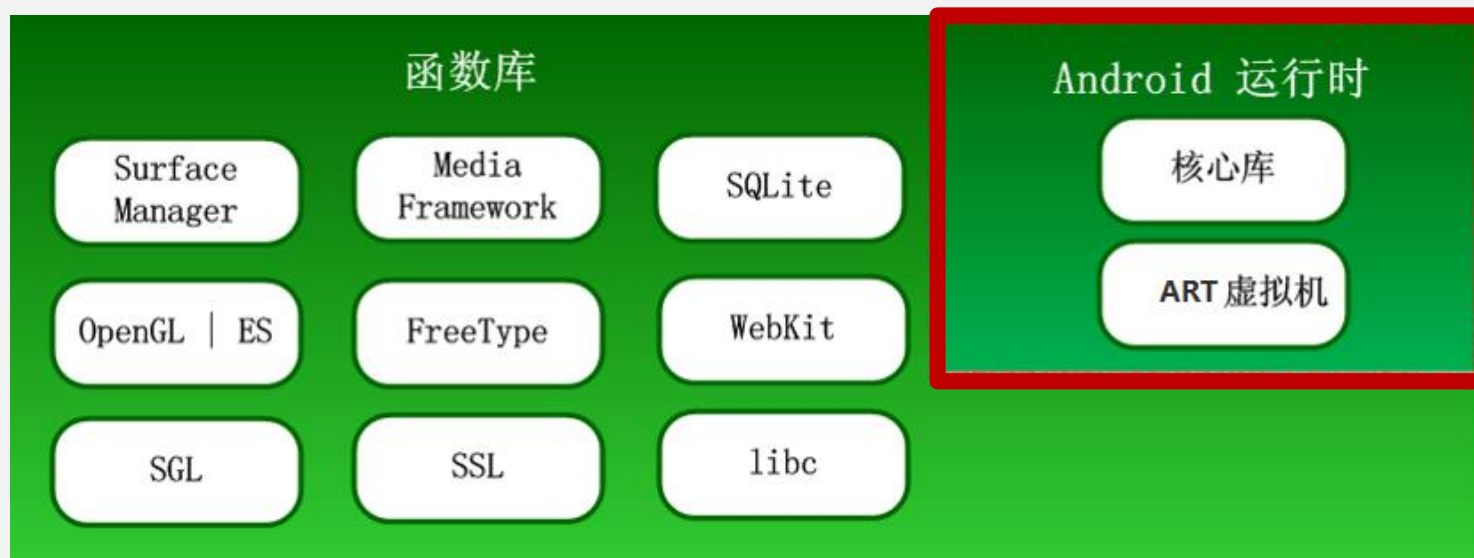 函数库
Android 运行时
Surface
Manager
Media
Framework
SQLite
核心库
OpenGL | ES
FreeType
WebKit
ART 虚拟机
SGL
SSL
libc